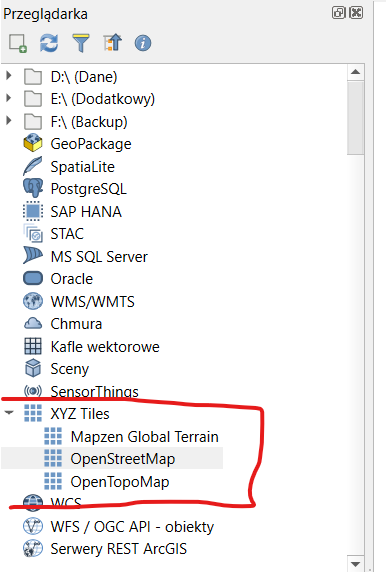 Przeglądarka
D:\ (Dane)
E:\ (Dodatkowy)
F:\ (Backup)
GeoPackage
SpatiaLite
PostgreSQL
SAP HANA
STAC
MS SQL Server
Oracle
WMS/WMTS
Chmura
Kafle wektorowe
Sceny
SensorThings
XYZ Tiles
Mapzen Global Terrain
OpenStreetMap
OpenTopoMap
WCS
WFS / OGC API - obiekty
Serwery REST ArcGIS